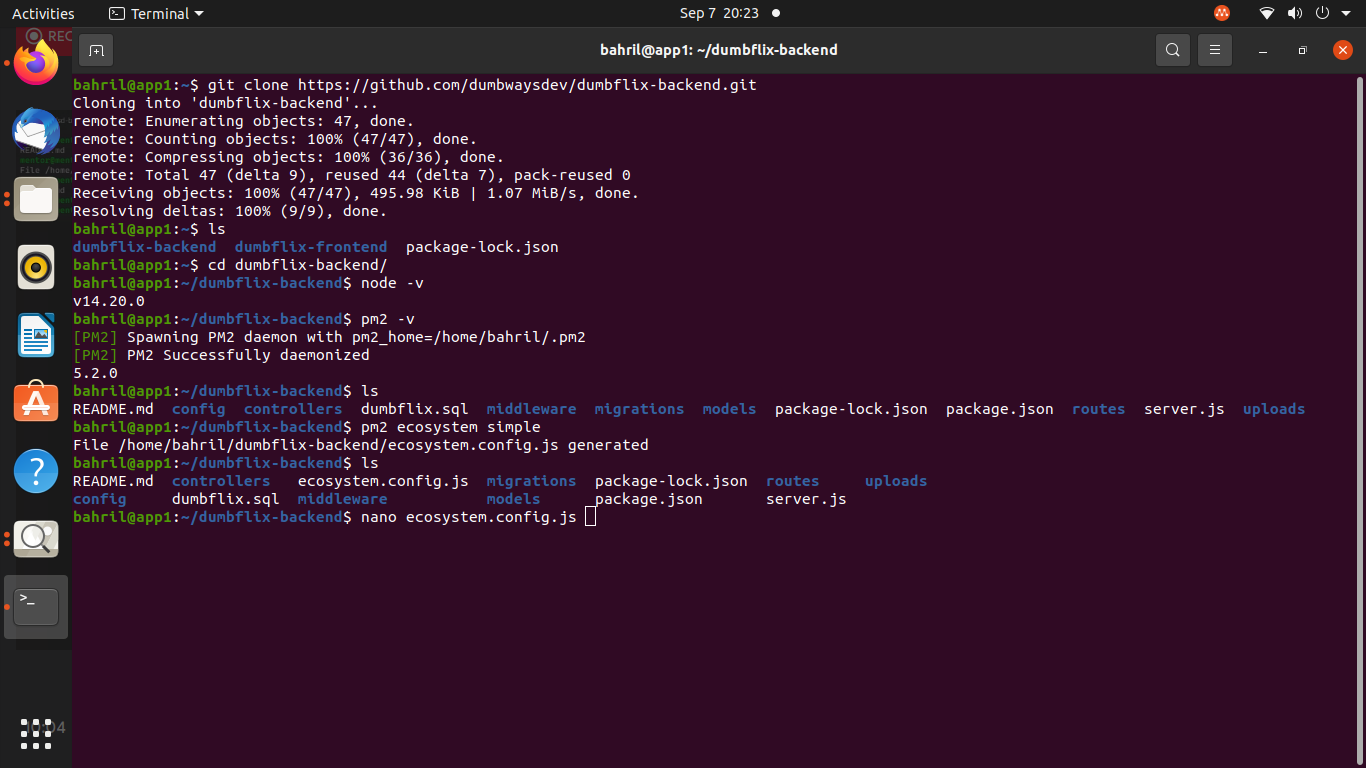 Activities Terminal Sep 7 20:23
REC
bahril@app1: ~/dumbflix-backend
bahril@app1:~$ git clone https://github.com/dumbwaysdev/dumbflix-backend.git
Cloning into 'dumbflix-backend'...
remote: Enumerating objects: 47, done.
remote: Counting objects: 100% (47/47), done.
remote: Compressing objects: 100% (36/36), done.
remote: Total 47 (delta 9), reused 44 (delta 7), pack-reused 0
Receiving objects: 100% (47/47), 495.98 KiB | 1.07 MiB/s, done.
Resolving deltas: 100% (9/9), done.
bahril@app1:~$ ls
dumbflix-backend dumbflix-frontend package-lock.json
bahril@app1:~$ cd dumbflix-backend/
bahril@app1:~/dumbflix-backend$ node -v
v14.20.0
bahril@app1:~/dumbflix-backend$ pm2 -v
[PM2] Spawning PM2 daemon with pm2_home=/home/bahril/.pm2
[PM2] PM2 Successfully daemonized
5.2.0
bahril@app1:~/dumbflix-backend$ ls
README.md config controllers dumbflix.sql middleware migrations models package-lock.json package.json routes server.js uploads
bahril@app1:~/dumbflix-backend$ pm2 ecosystem simple
File /home/bahril/dumbflix-backend/ecosystem.config.js generated
bahril@app1:~/dumbflix-backend$ ls
README.md controllers ecosystem.config.js migrations package-lock.json routes uploads
config dumbflix.sql middleware models package.json server.js
bahril@app1:~/dumbflix-backend$ nano ecosystem.config.js